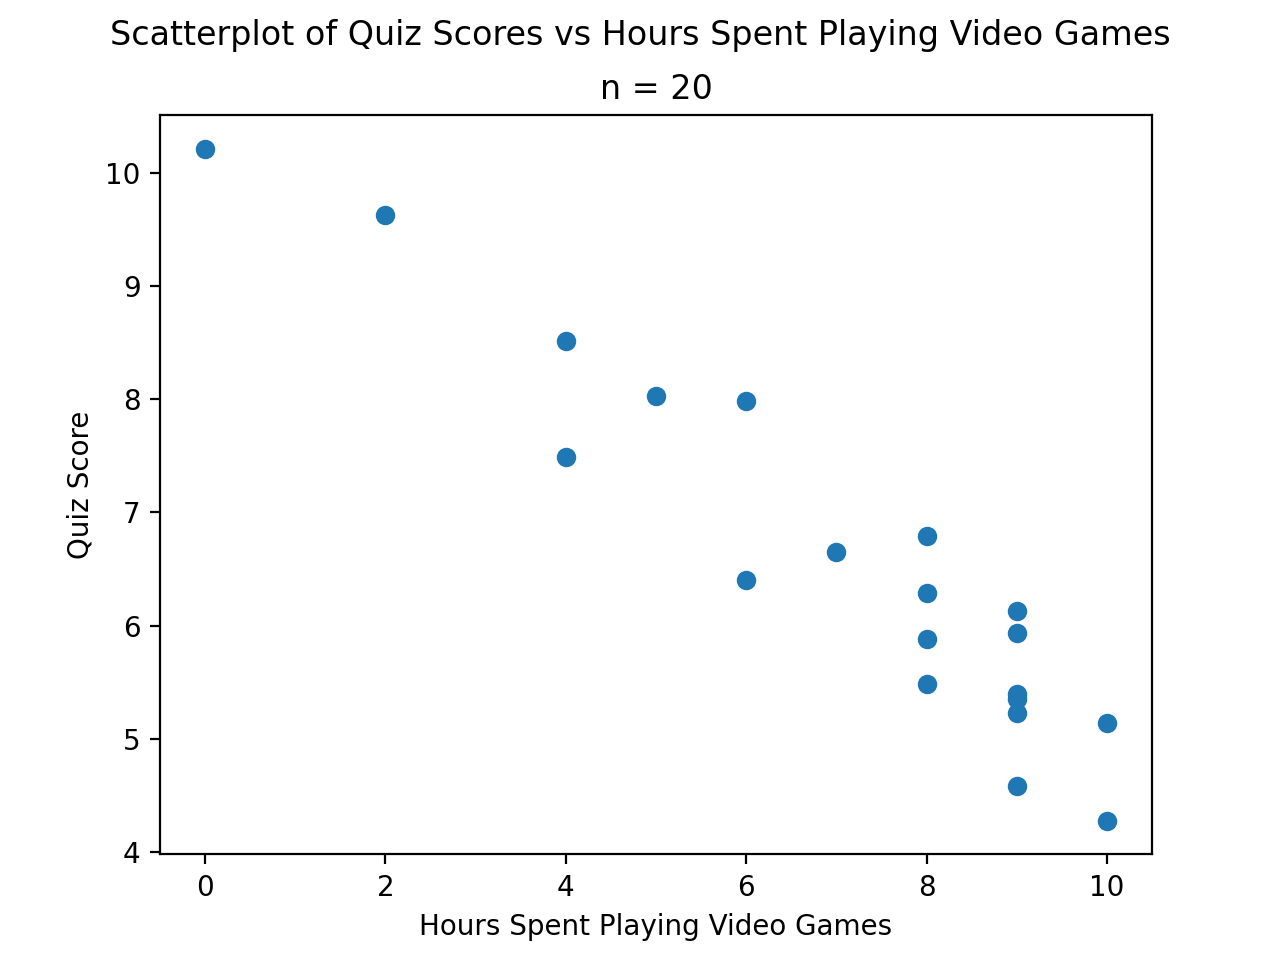 Scatterplot of Quiz Scores vs Hours Spent Playing Video Games
n = 20
10
9
8
7
6
5
4
Quiz Score
0 2 4 6 8 10
Hours Spent Playing Video Games